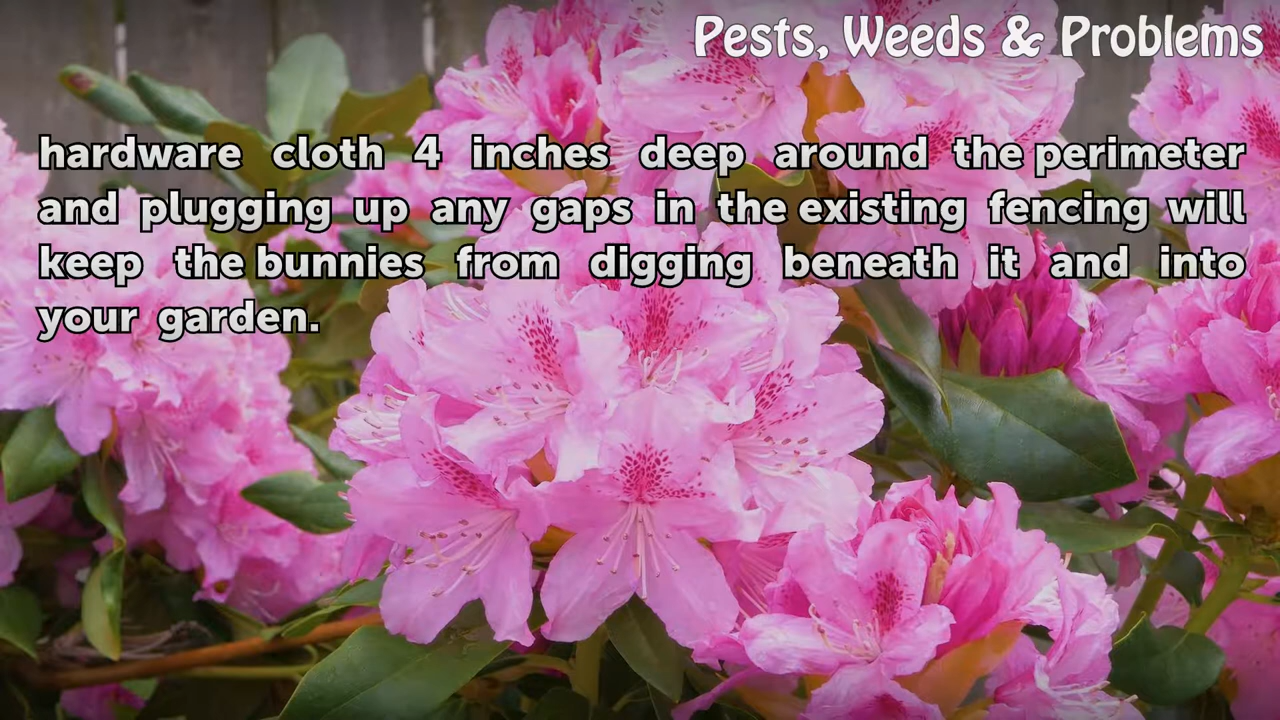 Pests, Weeds & Problems
hardware cloth 4 inches deep around the perimeter
and plugging up any gaps in the existing fencing will
keep the bunnies from digging beneath it and into
your garden.